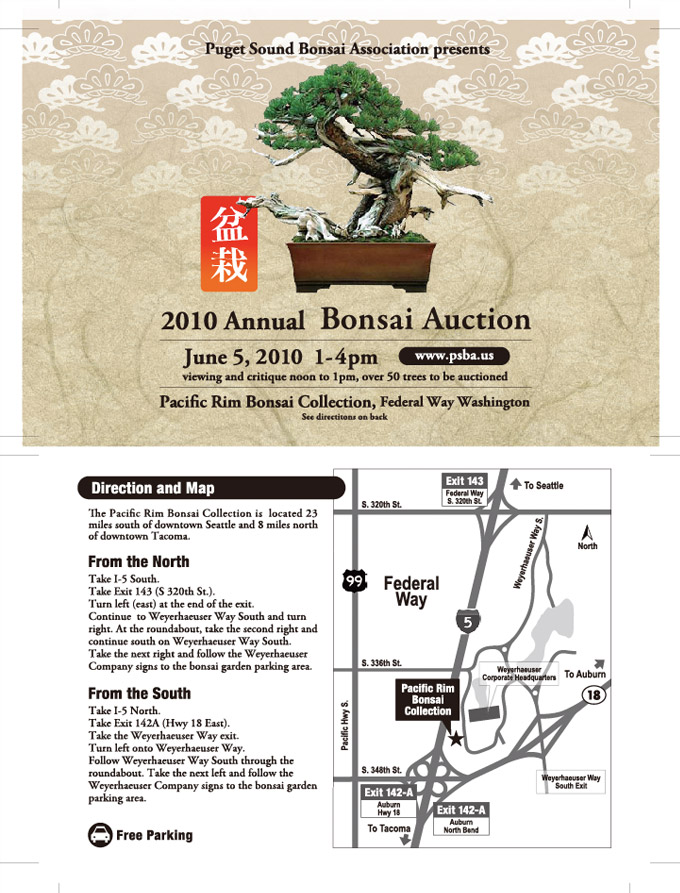 Puget Sound Bonsai Association presents
盆
栽
2010 Annual Bonsai Auction
June 5, 2010 1-4pm www.psba.us
viewing and critique noon to 1pm, over 50 trees to be auctioned
Pacific Rim Bonsai Collection, Federal Way Washington
See directitons on back
Direction and Map
The Pacific Rim Bonsai Collection is located 23
miles south of downtown Seattle and 8 miles north
of downtown Tacoma.
From the North
Take I-5 South.
Take Exit 143 (S 320th St.).
Turn left (east) at the end of the exit.
Continue to Weyerhaeuser Way South and turn
right. At the roundabout, take the second right and
continue south on Weyerhaeuser Way South.
Take the next right and follow the Weyerhaeuser
Company signs to the bonsai garden parking area.
From the South
Take I-5 North.
Take Exit 142A (Hwy 18 East).
Take the Weyerhaeuser Way exit.
Turn left onto Weyerhaeuser Way.
Follow Weyerhaeuser Way South through the
roundabout. Take the next left and follow the
Weyerhaeuser Company signs to the bonsai garden
parking area.
Free Parking
Exit 143
Federal Way
S. 320th St.
To Seattle
S. 320th St.
North
Weyerhaeuser Way S.
99
Federal
Way
5
S. 336th St.
Weyerhaeuser
Corporate Headquarters
To Auburn
18
Pacific Rim
Bonsai
Collection
Pacific Hwy S.
S. 348th St.
Weyerhaeuser Way
South Exit
Exit 142-A
Auburn
Hwy 18
Exit 142-A
Auburn
North Bend
To Tacoma